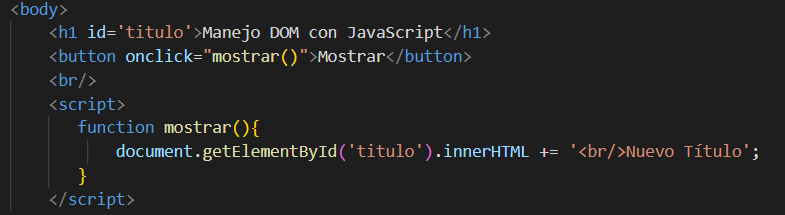 <body>
<h1 id='titulo'>Manejo DOM con JavaScript</h1>
<button onclick="mostrar()">Mostrar</button>
<br/>
<script>
function mostrar(){
document.getElementById('titulo').innerHTML += '<br/>Nuevo Título';
}
</script>